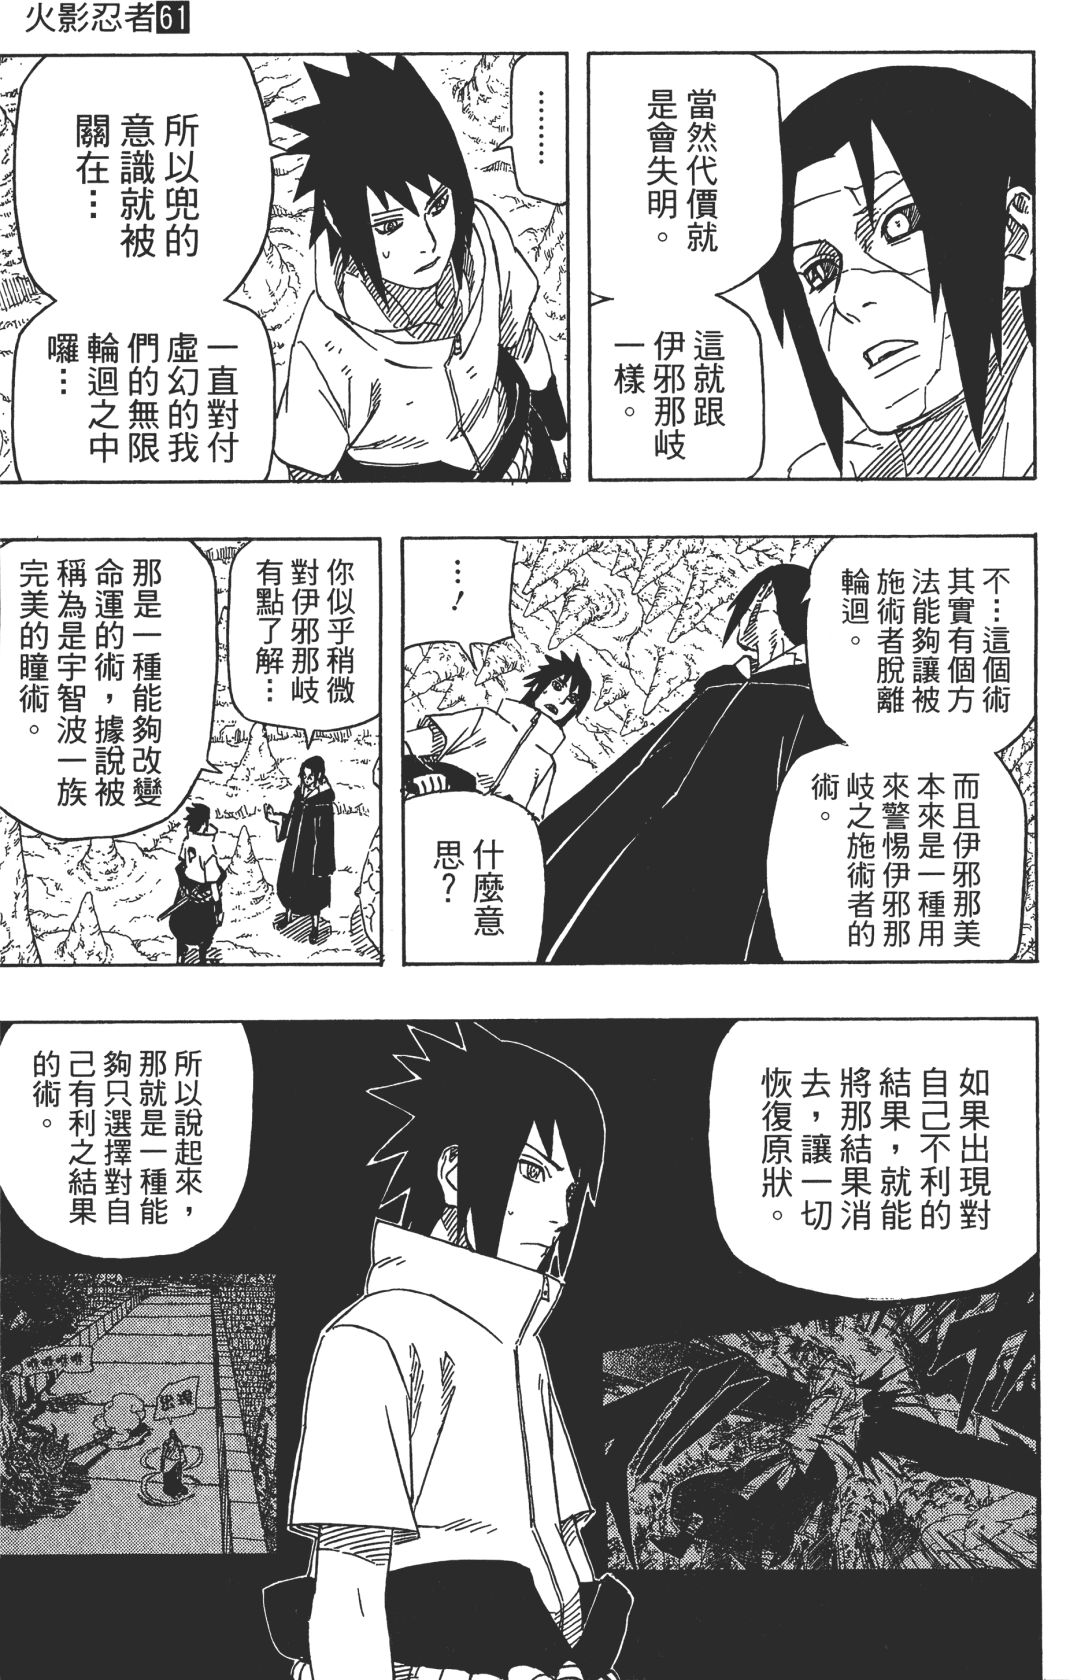 火影忍者61
當然代價就
是會失明。
這就跟
伊邪那岐
一樣。
………
所以兜的
意識就被
關在…
一直對付
虛幻的我
們的無限
輪迴之中
囉…
不…這個術
其實有個方
法能夠讓被
施術者脫離
輪迴。
而且伊邪那美
本來是一種用
來警惕伊邪那
岐之施術者的
術。
…！
什麼意
思？
你似乎稍微
對伊邪那岐
有點了解…
那是一種能夠改變
命運的術，據說被
稱為是宇智波一族
完美的瞳術。
如果出現對
自己不利的
結果，就能
將那結果消
去，讓一切
恢復原狀。
所以說起來，
那就是一種能
夠只選擇對自
己有利之結果
的術。
出現